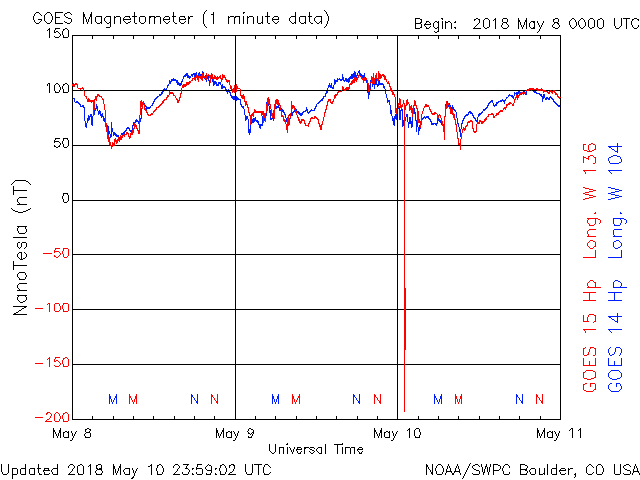 GOES Magnetometer (1 minute data)
Begin: 2018 May 8 0000 UTC
150
100
50
0
-50
-100
-150
-200
NanoTesla (nT)
M M N N M M N N M M N N
May 8 May 9 May 10 May 11
Universal Time
GOES 15 Hp Long. W 136
GOES 14 Hp Long. W 104
Updated 2018 May 10 23:59:02 UTC
NOAA/SWPC Boulder, CO USA